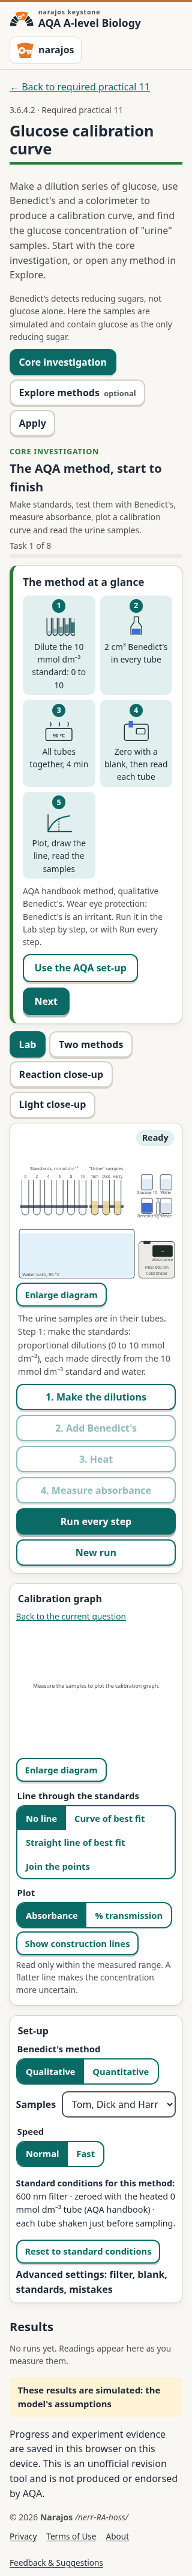 narajos keystone
AQA A-level Biology
narajos
← Back to required practical 11
3.6.4.2 · Required practical 11
Glucose calibration
curve
Make a dilution series of glucose, use
Benedict's and a colorimeter to
produce a calibration curve, and find
the glucose concentration of "urine"
samples. Start with the core
investigation, or open any method in
Explore.
Benedict's detects reducing sugars, not
glucose alone. Here the samples are
simulated and contain glucose as the only
reducing sugar.
Core investigation
Explore methods optional
Apply
CORE INVESTIGATION
The AQA method, start to
finish
Make standards, test them with Benedict's,
measure absorbance, plot a calibration
curve and read the urine samples.
Task 1 of 8
The method at a glance
1
Dilute the 10
mmol dm⁻³
standard: 0 to
10
2
2 cm³ Benedict's
in every tube
3
90 °C
All tubes
together, 4 min
4
Zero with a
blank, then read
each tube
5
Plot, draw the
line, read the
samples
AQA handbook method, qualitative
Benedict's. Wear eye protection:
Benedict's is an irritant. Run it in the
Lab step by step, or with Run every
step.
Use the AQA set-up
Next
Lab
Two methods
Reaction close-up
Light close-up
Ready
Standards, mmol dm⁻³
"Urine" samples
0 2 4 6 8 10 Tom Dick Harry
Glucose 10 Water
Benedict's Waste
Water bath, 90 °C
Absorbance
Filter 600 nm
Colorimeter
Enlarge diagram
The urine samples are in their tubes.
Step 1: make the standards:
proportional dilutions (0 to 10 mmol
dm⁻³), each made directly from the 10
mmol dm⁻³ standard and water.
1. Make the dilutions
2. Add Benedict's
3. Heat
4. Measure absorbance
Run every step
New run
Calibration graph
Back to the current question
Measure the samples to plot the calibration graph.
Enlarge diagram
Line through the standards
No line
Curve of best fit
Straight line of best fit
Join the points
Plot
Absorbance
% transmission
Show construction lines
Read only within the measured range. A
flatter line makes the concentration
more uncertain.
Set-up
Benedict's method
Qualitative
Quantitative
Samples
Tom, Dick and Harr
Speed
Normal
Fast
Standard conditions for this method:
600 nm filter · zeroed with the heated 0
mmol dm⁻³ tube (AQA handbook) ·
each tube shaken just before sampling.
Reset to standard conditions
Advanced settings: filter, blank,
standards, mistakes
Results
No runs yet. Readings appear here as you
measure them.
These results are simulated: the
model's assumptions
Progress and experiment evidence
are saved in this browser on this
device. This is an unofficial revision
tool and is not produced or endorsed
by AQA.
© 2026 Narajos /nerr-RA-hoss/
Privacy Terms of Use About
Feedback & Suggestions